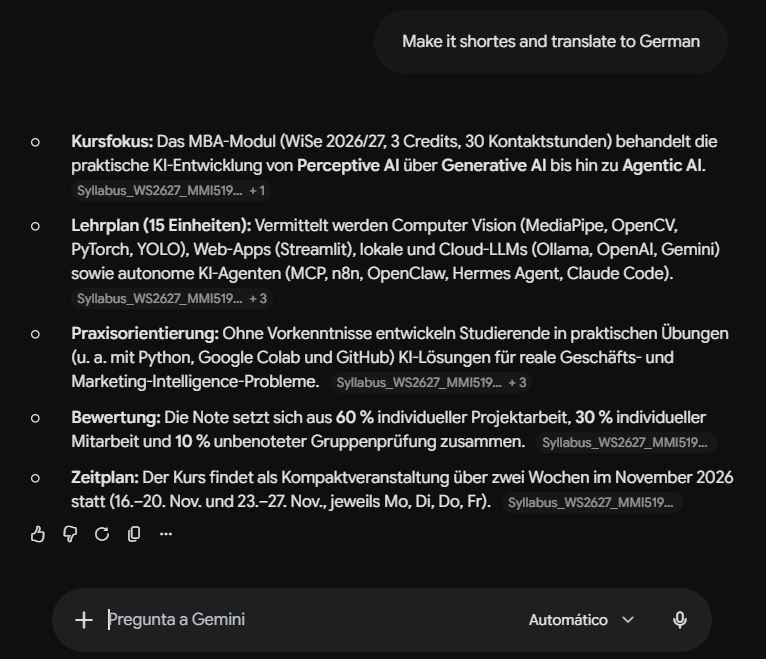 Make it shortes and translate to German
Kursfokus: Das MBA-Modul (WiSe 2026/27, 3 Credits, 30 Kontaktstunden) behandelt die
praktische KI-Entwicklung von Perceptive AI über Generative AI bis hin zu Agentic AI.
Syllabus_WS2627_MMI519... + 1
Lehrplan (15 Einheiten): Vermittelt werden Computer Vision (MediaPipe, OpenCV,
PyTorch, YOLO), Web-Apps (Streamlit), lokale und Cloud-LLMs (Ollama, OpenAI, Gemini)
sowie autonome KI-Agenten (MCP, n8n, OpenClaw, Hermes Agent, Claude Code).
Syllabus_WS2627_MMI519... + 3
Praxisorientierung: Ohne Vorkenntnisse entwickeln Studierende in praktischen Übungen
(u. a. mit Python, Google Colab und GitHub) KI-Lösungen für reale Geschäfts- und
Marketing-Intelligence-Probleme. Syllabus_WS2627_MMI519... + 3
Bewertung: Die Note setzt sich aus 60 % individueller Projektarbeit, 30 % individueller
Mitarbeit und 10 % unbenoteter Gruppenprüfung zusammen. Syllabus_WS2627_MMI519...
Zeitplan: Der Kurs findet als Kompaktveranstaltung über zwei Wochen im November 2026
statt (16.–20. Nov. und 23.–27. Nov., jeweils Mo, Di, Do, Fr). Syllabus_WS2627_MMI519...
Pregunta a Gemini Automático